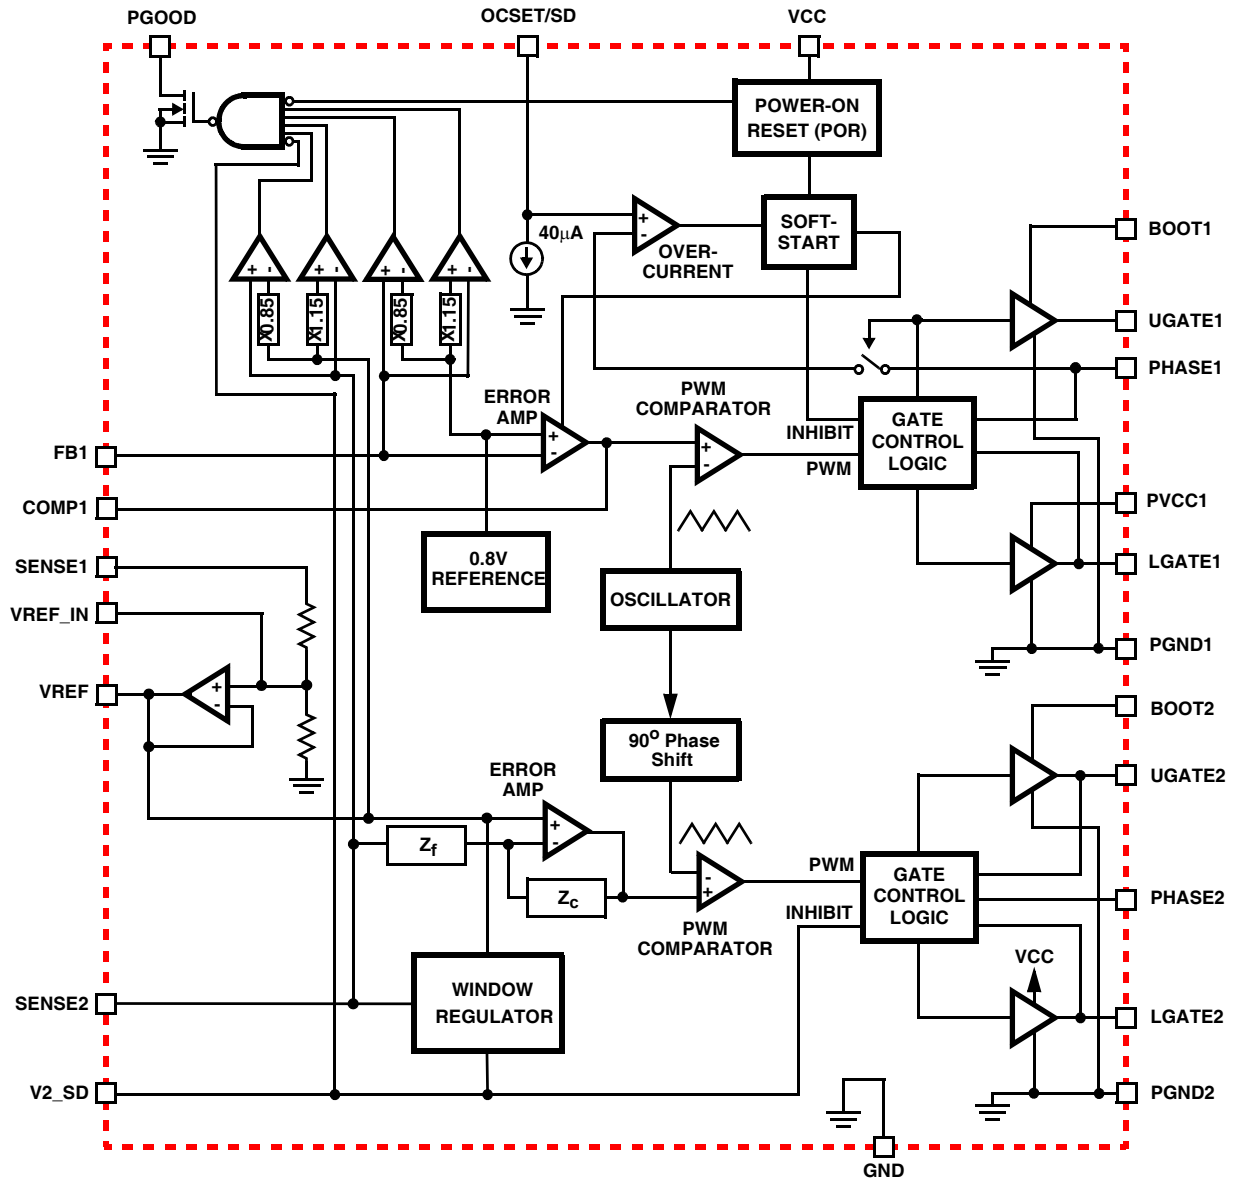 PGOOD
OCSET/SD
VCC
POWER-ON
RESET (POR)
SOFT-
START
40μA
+
-
OVER-
CURRENT
BOOT1
+ -
+ -
+ -
+ -
X0.85
X1.15
X0.85
X1.15
UGATE1
PHASE1
ERROR
AMP
PWM
COMPARATOR
+
-
+
-
INHIBIT
PWM
GATE
CONTROL
LOGIC
FB1
COMP1
PVCC1
0.8V
REFERENCE
SENSE1
LGATE1
OSCILLATOR
VREF_IN
PGND1
VREF
+
-
BOOT2
90o Phase
Shift
ERROR
AMP
UGATE2
+
-
Zf
Zc
-
+
PWM
INHIBIT
PWM
COMPARATOR
GATE
CONTROL
LOGIC
PHASE2
VCC
SENSE2
WINDOW
REGULATOR
LGATE2
V2_SD
PGND2
GND